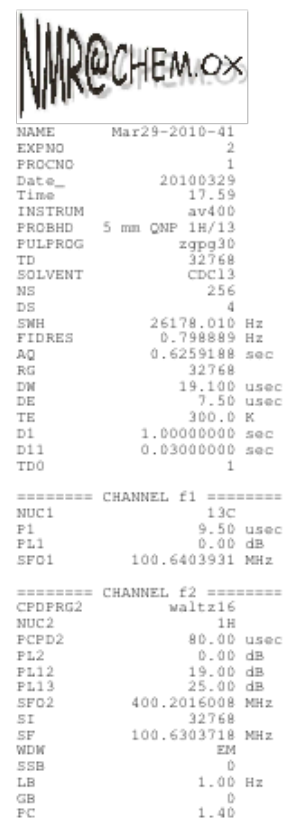 NMR@CHEM.OX
NAME Mar29-2010-41
EXPNO 2
PROCNO 1
Date_ 20100329
Time 17.59
INSTRUM av400
PROBHD 5 mm QNP 1H/13
PULPROG zgpg30
TD 32768
SOLVENT CDCl3
NS 256
DS 4
SWH 26178.010 Hz
FIDRES 0.798889 Hz
AQ 0.6259188 sec
RG 32768
DW 19.100 usec
DE 7.50 usec
TE 300.0 K
D1 1.00000000 sec
D11 0.03000000 sec
TD0 1
======== CHANNEL f1 ========
NUC1 13C
P1 9.50 usec
PL1 0.00 dB
SFO1 100.6403931 MHz
======== CHANNEL f2 ========
CPDPRG2 waltz16
NUC2 1H
PCPD2 80.00 usec
PL2 0.00 dB
PL12 19.00 dB
PL13 25.00 dB
SFO2 400.2016008 MHz
SI 32768
SF 100.6303718 MHz
WDW EM
SSB 0
LB 1.00 Hz
GB 0
PC 1.40